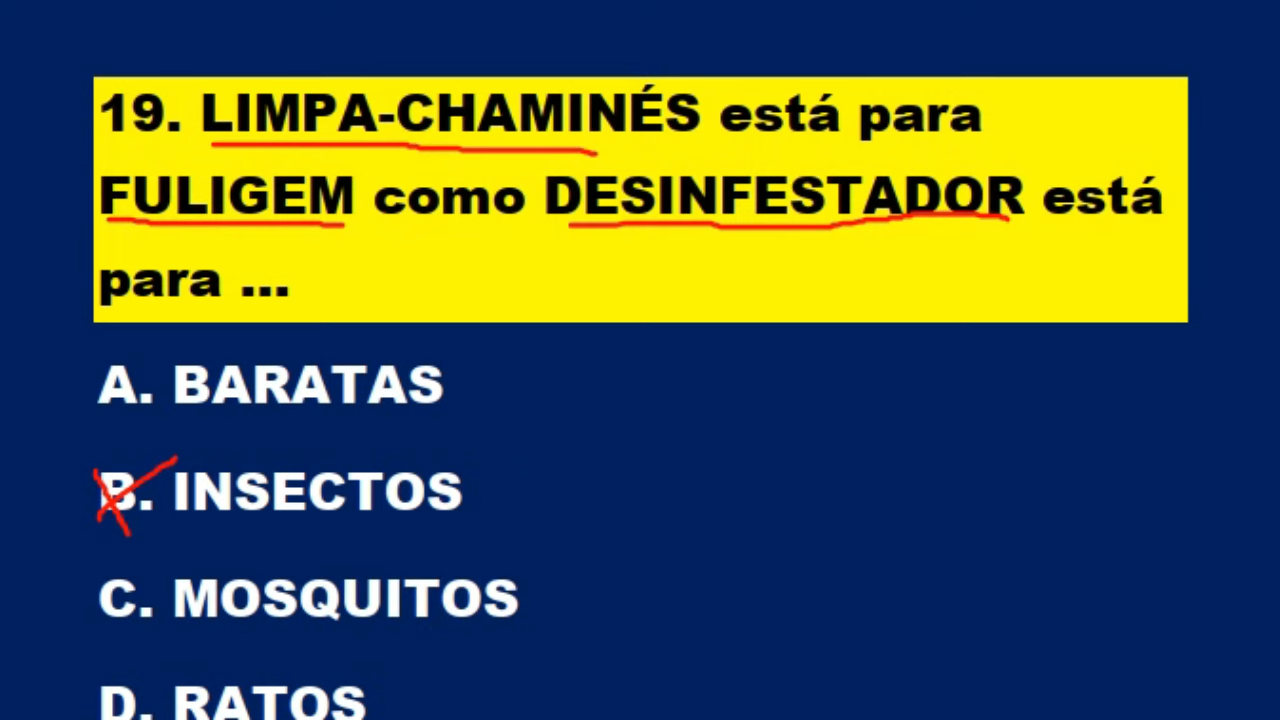 19. LIMPA-CHAMINÉS está para
FULIGEM como DESINFESTADOR está
para ...
A. BARATAS
B. INSECTOS
C. MOSQUITOS
D. RATOS